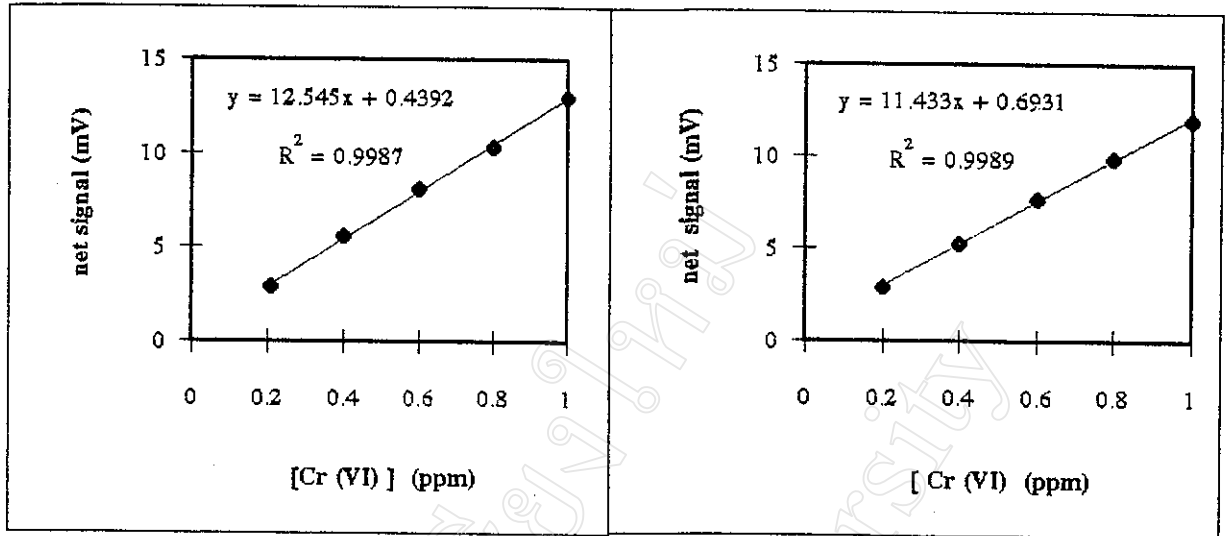 15
y = 12.545x + 0.4392
10
R² = 0.9987
net signal (mV)
5
0
0 0.2 0.4 0.6 0.8 1
[Cr (VI) ] (ppm)
15
y = 11.433x + 0.6931
10
R² = 0.9989
net signal (mV)
5
0
0 0.2 0.4 0.6 0.8 1
[ Cr (VI) (ppm)